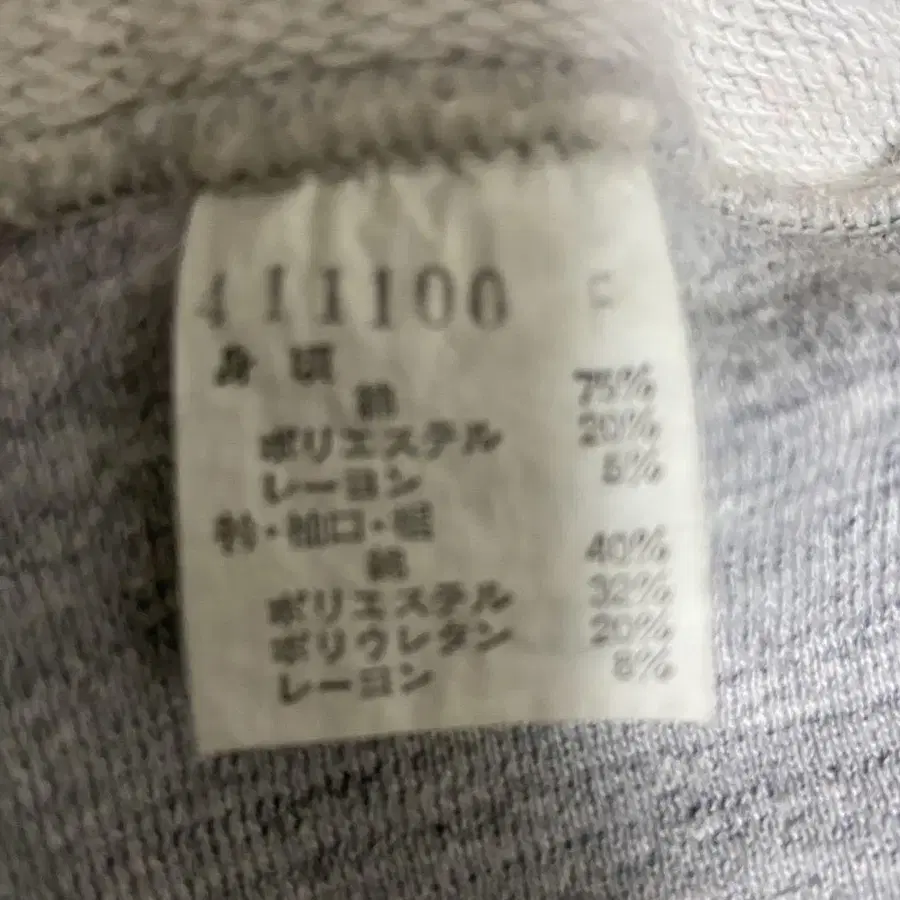 411100
身頃
綿 75%
ポリエステル 20%
レーヨン 5%
衿・袖口・裾
綿 40%
ポリエステル 32%
ポリウレタン 20%
レーヨン 8%